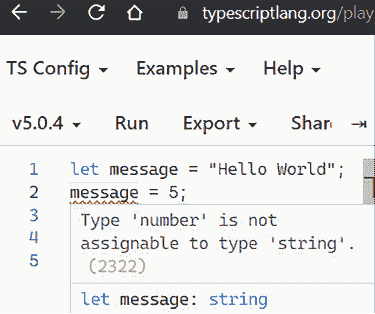 typescriptlang.org/play
TS Config Examples Help
v5.0.4 Run Export Shar
1 let message = "Hello World";
2 message = 5;
3 Type 'number' is not
4 assignable to type 'string'.
5 (2322)
let message: string